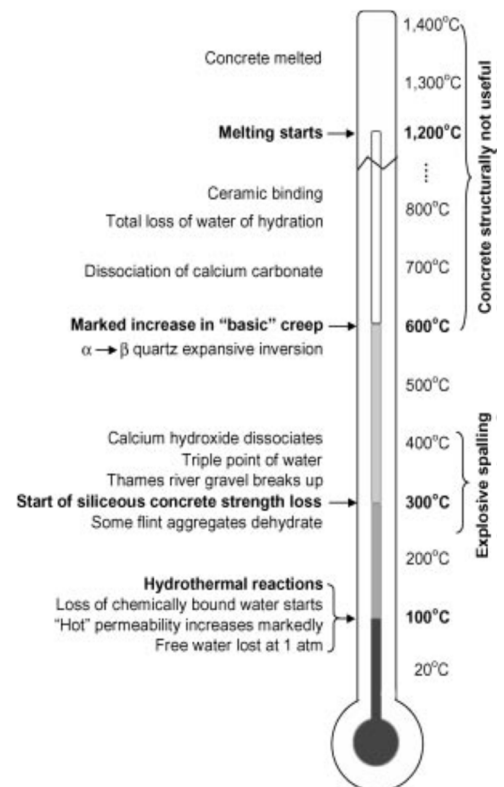 1,400°C
Concrete melted
1,300°C
Melting starts
1,200°C
Ceramic binding
800°C
Total loss of water of hydration
Dissociation of calcium carbonate
700°C
Marked increase in “basic” creep
600°C
α → β quartz expansive inversion
500°C
Calcium hydroxide dissociates
400°C
Triple point of water
Thames river gravel breaks up
Start of siliceous concrete strength loss
300°C
Some flint aggregates dehydrate
200°C
Hydrothermal reactions
Loss of chemically bound water starts
100°C
“Hot” permeability increases markedly
Free water lost at 1 atm
20°C
Concrete structurally not useful
Explosive spalling